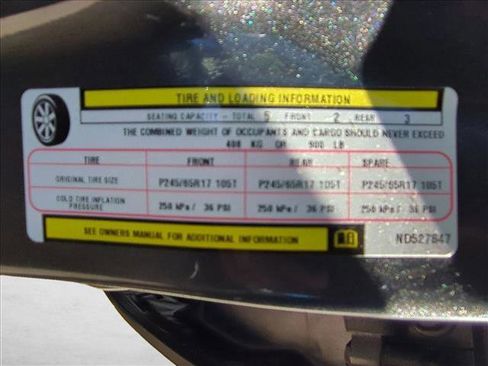 TIRE AND LOADING INFORMATION
SEATING CAPACITY - TOTAL 5 FRONT 2 REAR 3
THE COMBINED WEIGHT OF OCCUPANTS AND CARGO SHOULD NEVER EXCEED
408 KG OR 900 LB
TIRE FRONT REAR SPARE
ORIGINAL TIRE SIZE P245/65R17 105T P245/65R17 105T P245/65R17 105T
COLD TIRE INFLATION PRESSURE 250 kPa / 36 PSI 250 kPa / 36 PSI 250 kPa / 36 PSI
SEE OWNERS MANUAL FOR ADDITIONAL INFORMATION ND527847